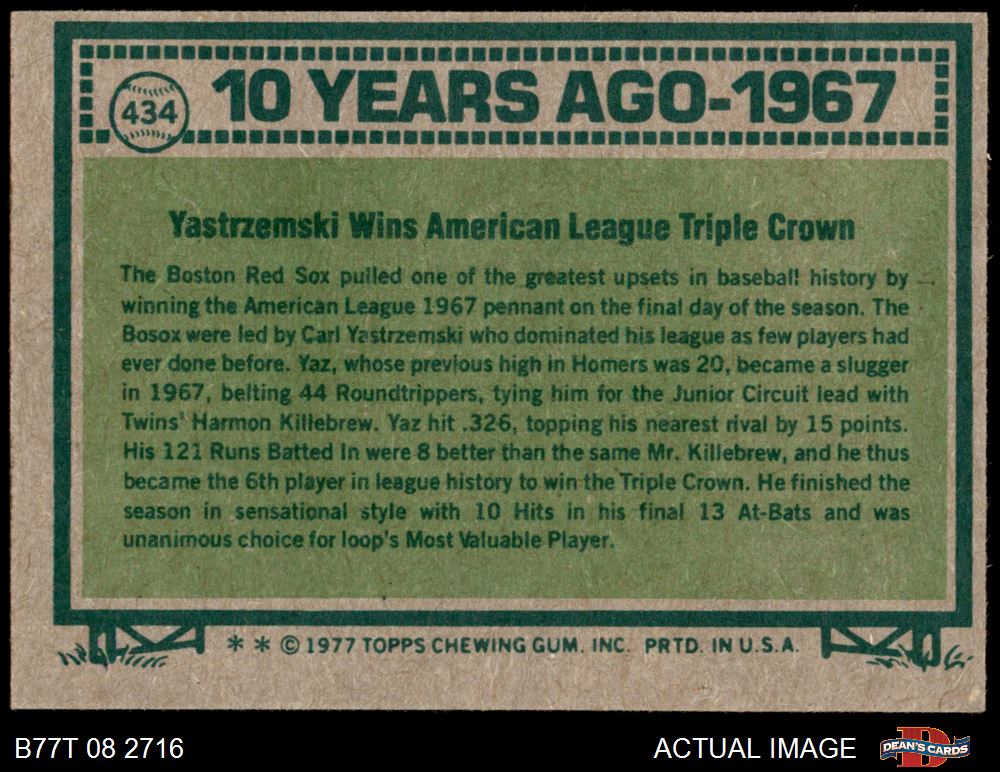 434
10 YEARS AGO-1967
Yastrzemski Wins American League Triple Crown
The Boston Red Sox pulled one of the greatest upsets in baseball history by
winning the American League 1967 pennant on the final day of the season. The
Bosox were led by Carl Yastrzemski who dominated his league as few players had
ever done before. Yaz, whose previous high in Homers was 20, became a slugger
in 1967, belting 44 Roundtrippers, tying him for the Junior Circuit lead with
Twins' Harmon Killebrew. Yaz hit .326, topping his nearest rival by 15 points.
His 121 Runs Batted In were 8 better than the same Mr. Killebrew, and he thus
became the 6th player in league history to win the Triple Crown. He finished the
season in sensational style with 10 Hits in his final 13 At-Bats and was
unanimous choice for loop's Most Valuable Player.
* * © 1977 TOPPS CHEWING GUM, INC. PRTD. IN U.S.A.
B77T 08 2716
ACTUAL IMAGE
D
DEAN'S CARDS